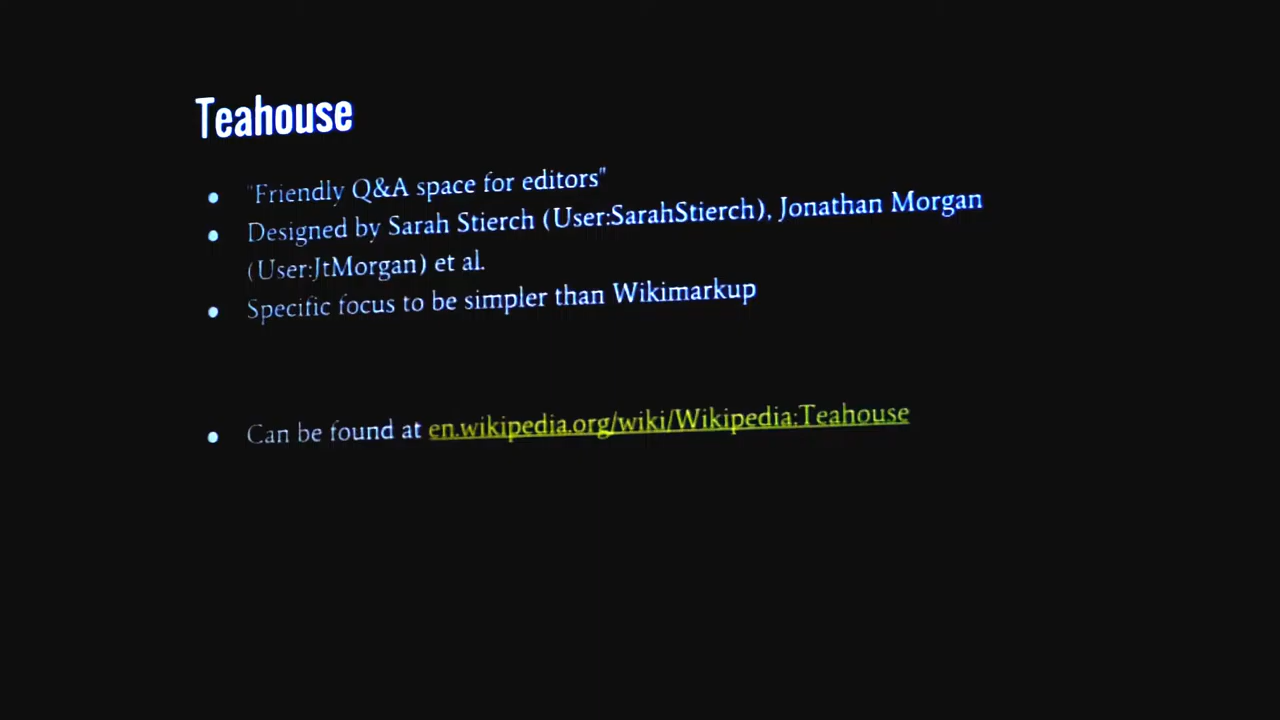 Teahouse
● "Friendly Q&A space for editors"
● Designed by Sarah Stierch (User:SarahStierch), Jonathan Morgan
(User:JtMorgan) et al.
● Specific focus to be simpler than Wikimarkup
● Can be found at en.wikipedia.org/wiki/Wikipedia:Teahouse